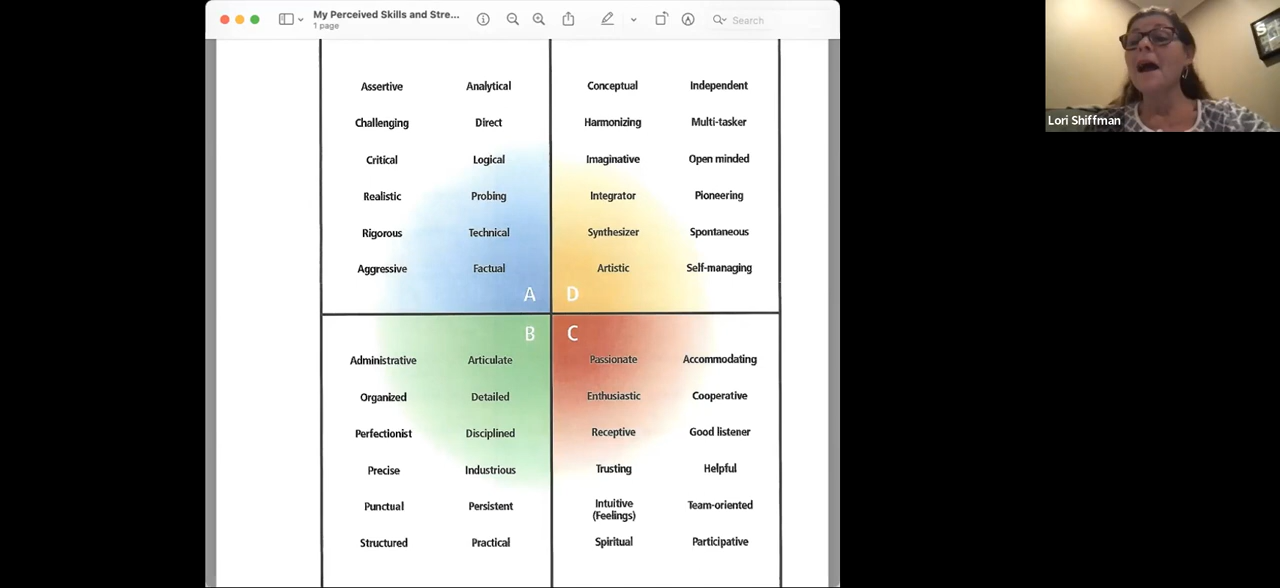 My Perceived Skills and Stre...
1 page
Search
Lori Shiffman
S
Assertive Analytical
Challenging Direct
Critical Logical
Realistic Probing
Rigorous Technical
Aggressive Factual
A
Conceptual Independent
Harmonizing Multi-tasker
Imaginative Open minded
Integrator Pioneering
Synthesizer Spontaneous
Artistic Self-managing
D
B
Administrative Articulate
Organized Detailed
Perfectionist Disciplined
Precise Industrious
Punctual Persistent
Structured Practical
C
Passionate Accommodating
Enthusiastic Cooperative
Receptive Good listener
Trusting Helpful
Intuitive Team-oriented
(Feelings)
Spiritual Participative